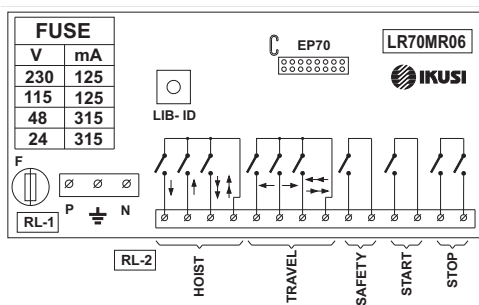 FUSE
V mA
230 125
115 125
48 315
24 315
EP70
LR70MR06
IKUSI
LIB- ID
F
P N
RL-1
RL-2
HOIST
TRAVEL
SAFETY
START
STOP